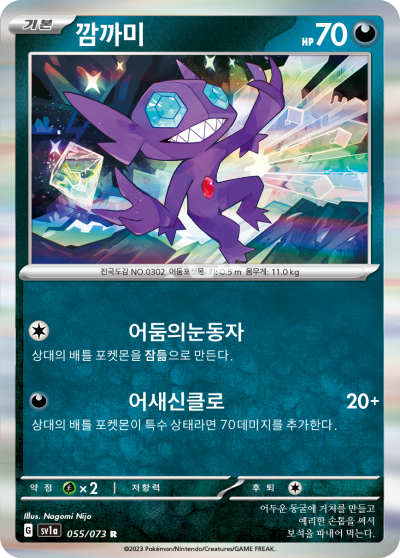 기본 깜까미 HP 70
전국도감 NO.0302 어둠포켓몬 키: 0.5 m 몸무게: 11.0 kg
어둠의눈동자
상대의 배틀 포켓몬을 잠듦으로 만든다.
어새신클로 20+
상대의 배틀 포켓몬이 특수 상태라면 70데미지를 추가한다.
약점 ×2 저항력 후퇴
Illus. Nagomi Nijo
어두운 동굴에 거처를 만들고
예리한 손톱을 써서
보석을 파내어 먹는다.
G sv1a 055/073 R
©2023 Pokémon/Nintendo/Creatures/GAME FREAK.